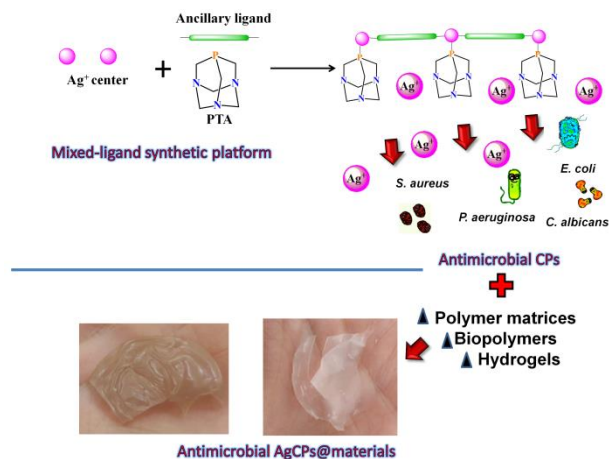 Ancillary ligand
Ag⁺ center
+
P
N
N
N
PTA
P
P
P
N
N
N
N
N
N
N
N
N
Ag⁺
Ag⁺
Ag⁺
Mixed-ligand synthetic platform
Ag⁺
Ag⁺
Ag⁺
S. aureus
P. aeruginosa
E. coli
C. albicans
Antimicrobial CPs
Polymer matrices
Biopolymers
Hydrogels
Antimicrobial AgCPs@materials